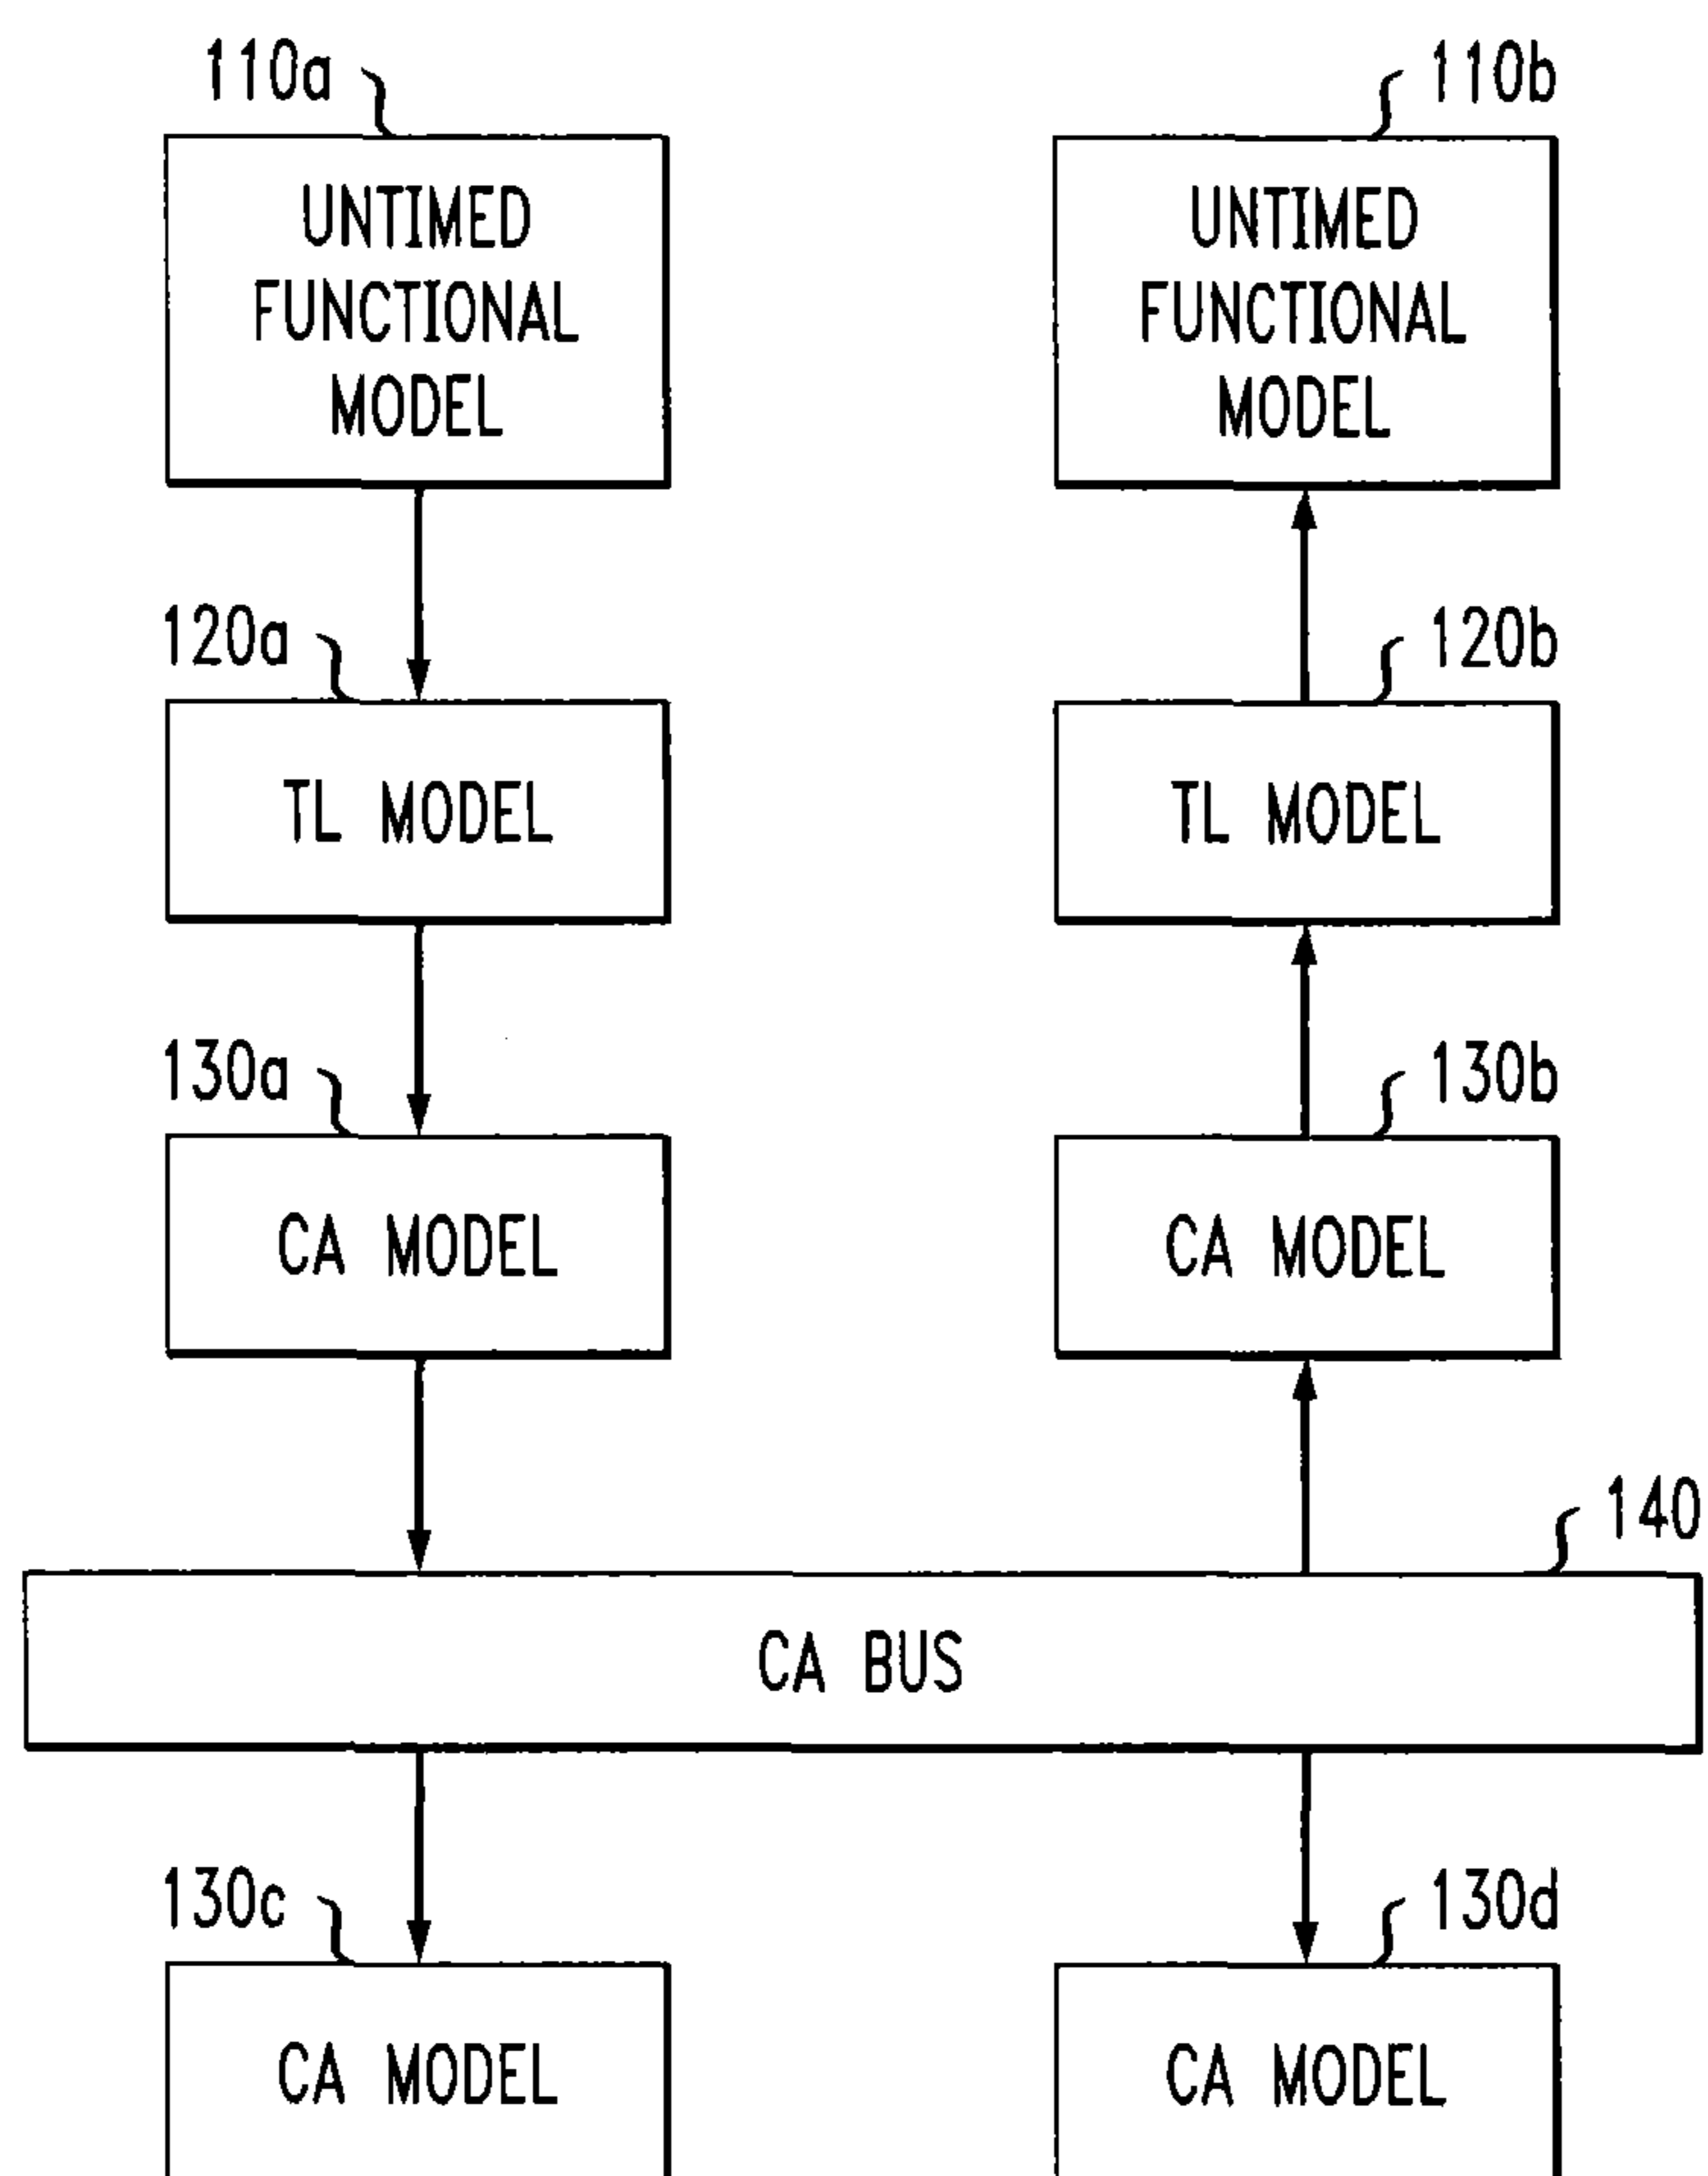 110a
110b
UNTIMED
FUNCTIONAL
MODEL
UNTIMED
FUNCTIONAL
MODEL
120a
120b
TL MODEL
TL MODEL
130a
130b
CA MODEL
CA MODEL
140
CA BUS
130c
130d
CA MODEL
CA MODEL